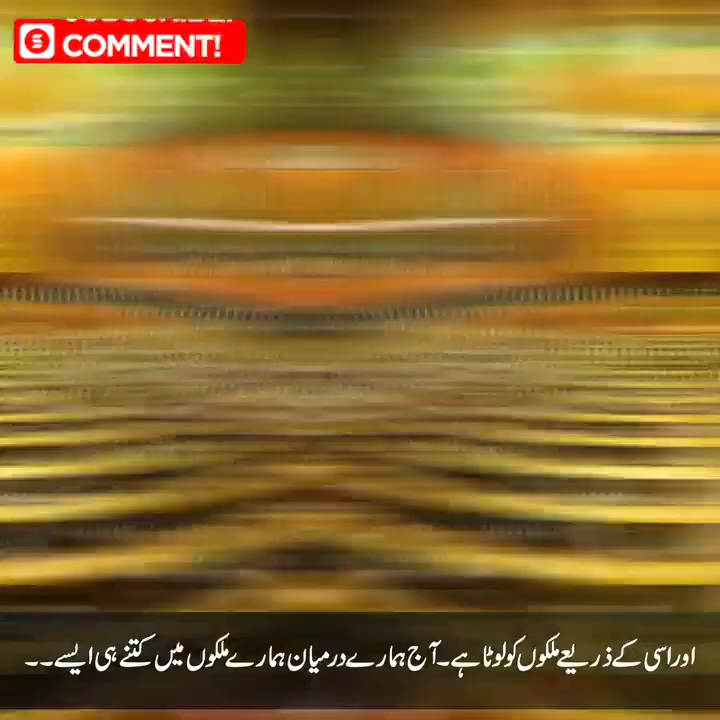 COMMENT!
اور اسی کے ذریعے ملکوں کو لوٹا ہے۔ آج ہمارے درمیان ہمارے ملکوں میں کتنے ہی ایسے۔۔